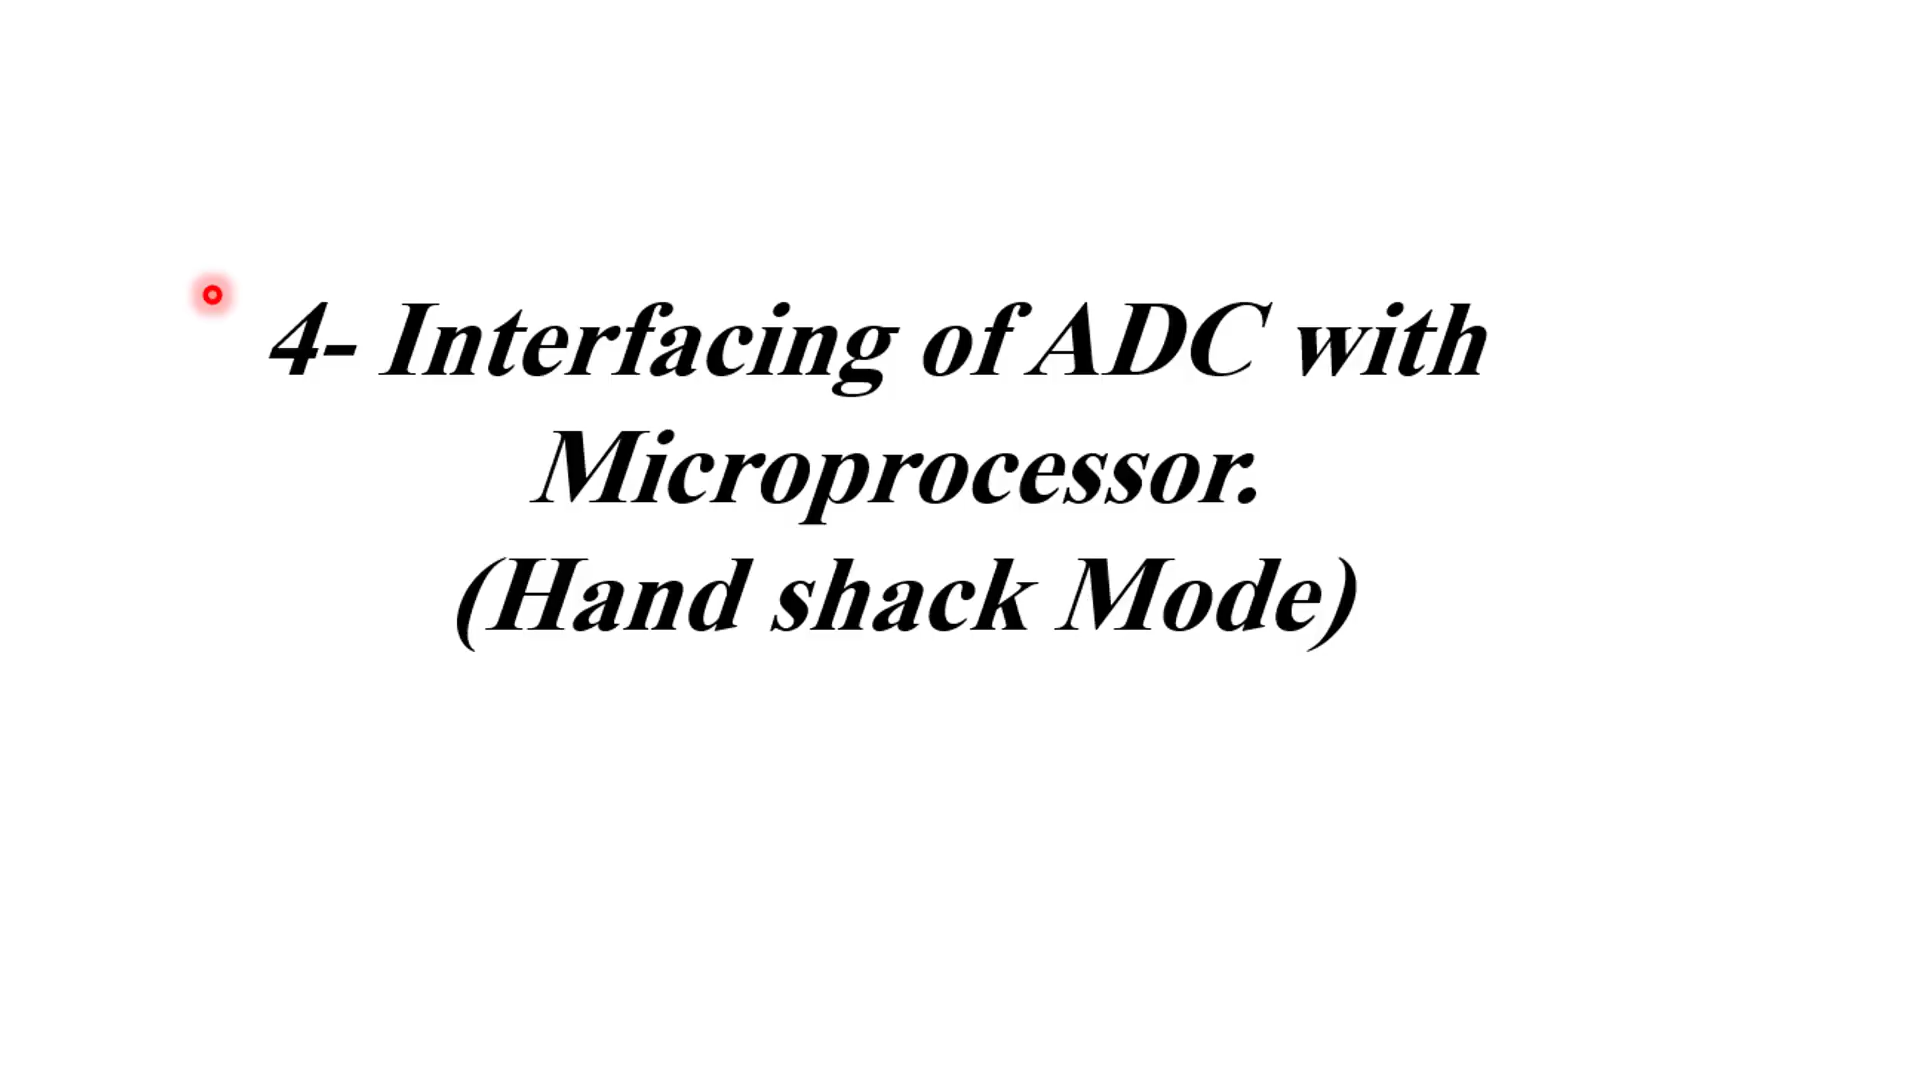 4- Interfacing of ADC with
Microprocessor.
(Hand shack Mode)